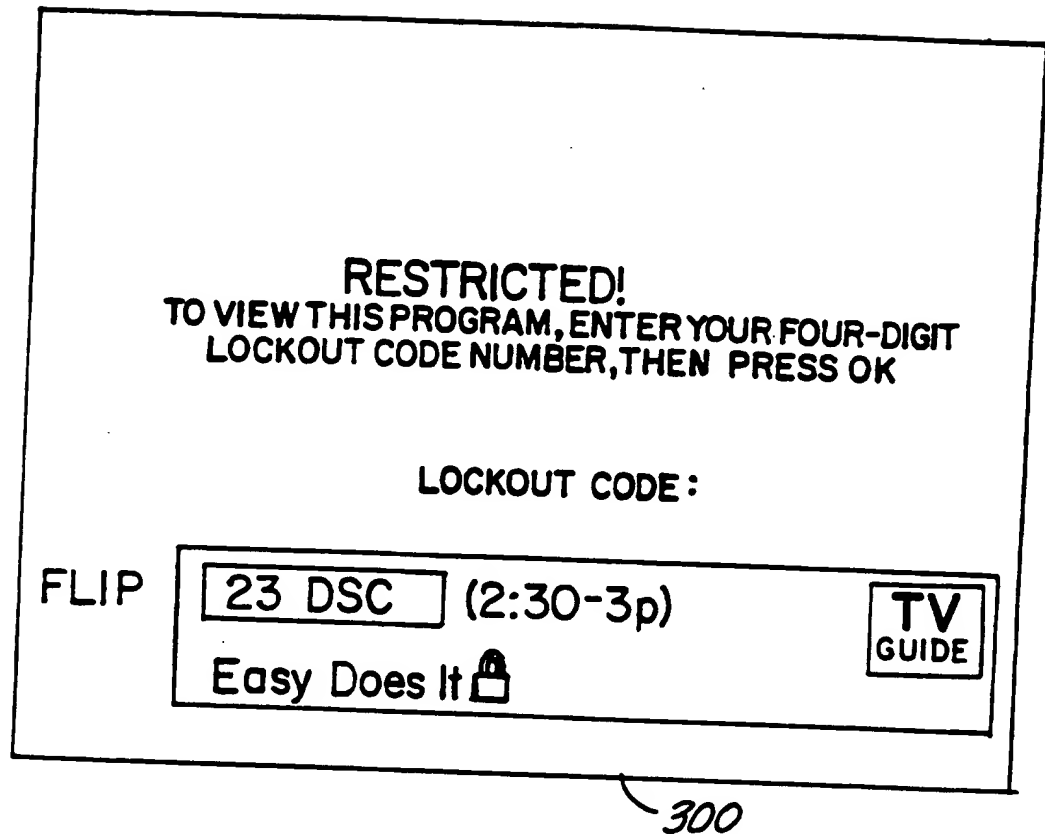 RESTRICTED!
TO VIEW THIS PROGRAM, ENTER YOUR FOUR-DIGIT
LOCKOUT CODE NUMBER, THEN PRESS OK
LOCKOUT CODE:
FLIP
23 DSC (2:30-3p)
TV
GUIDE
Easy Does It
300